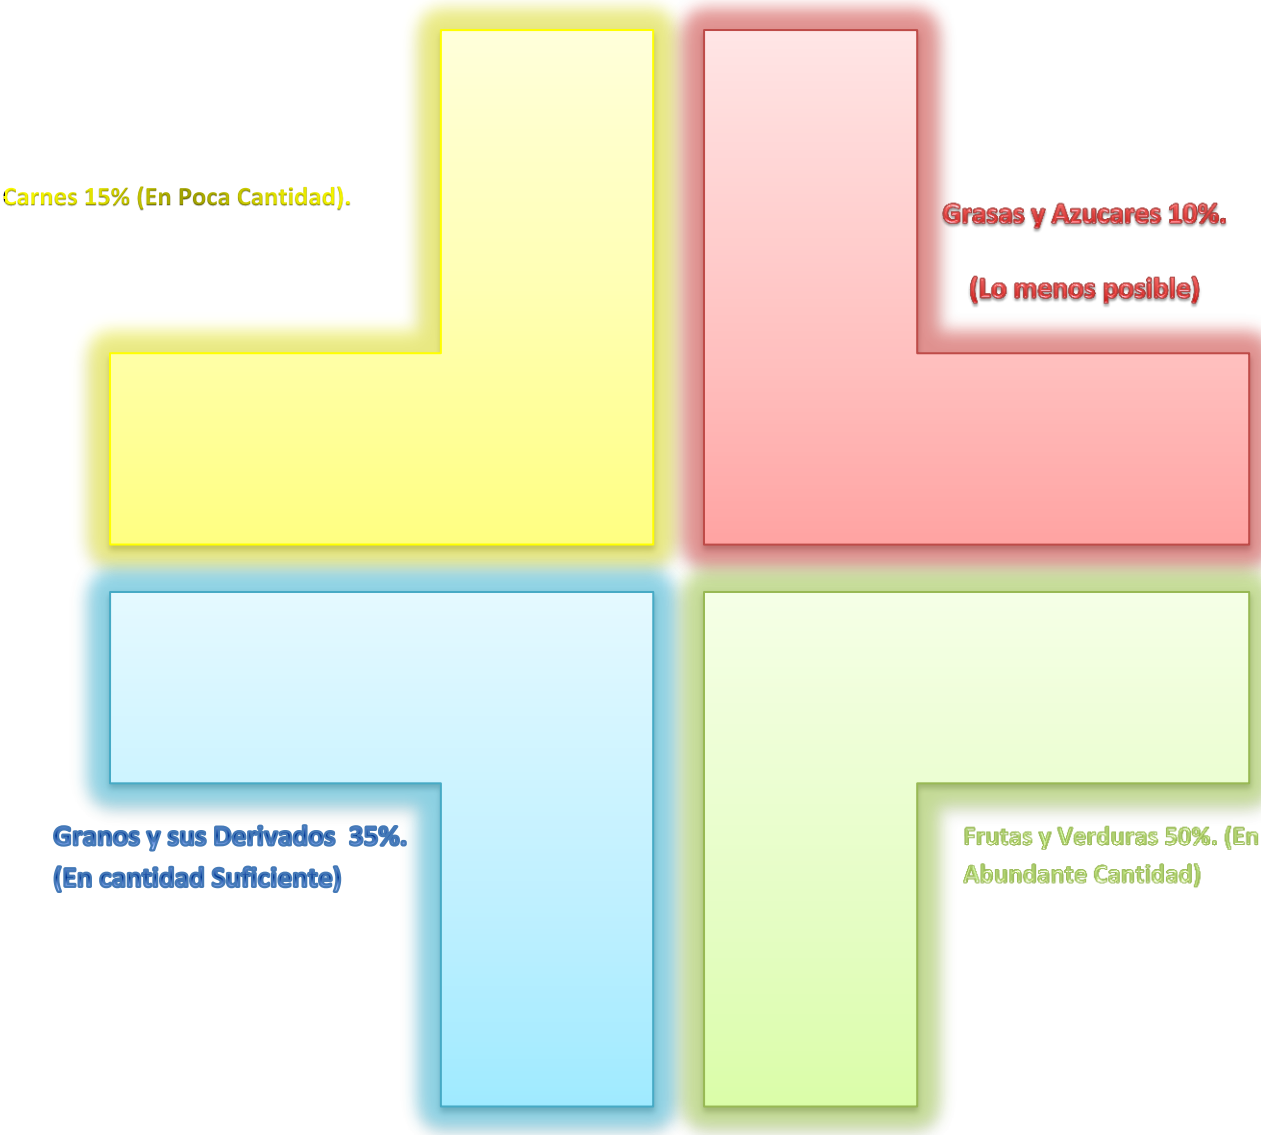 Carnes 15% (En Poca Cantidad).
Grasas y Azucares 10%.
(Lo menos posible)
Granos y sus Derivados  35%.
(En cantidad Suficiente)
Frutas y Verduras 50%. (En
Abundante Cantidad)